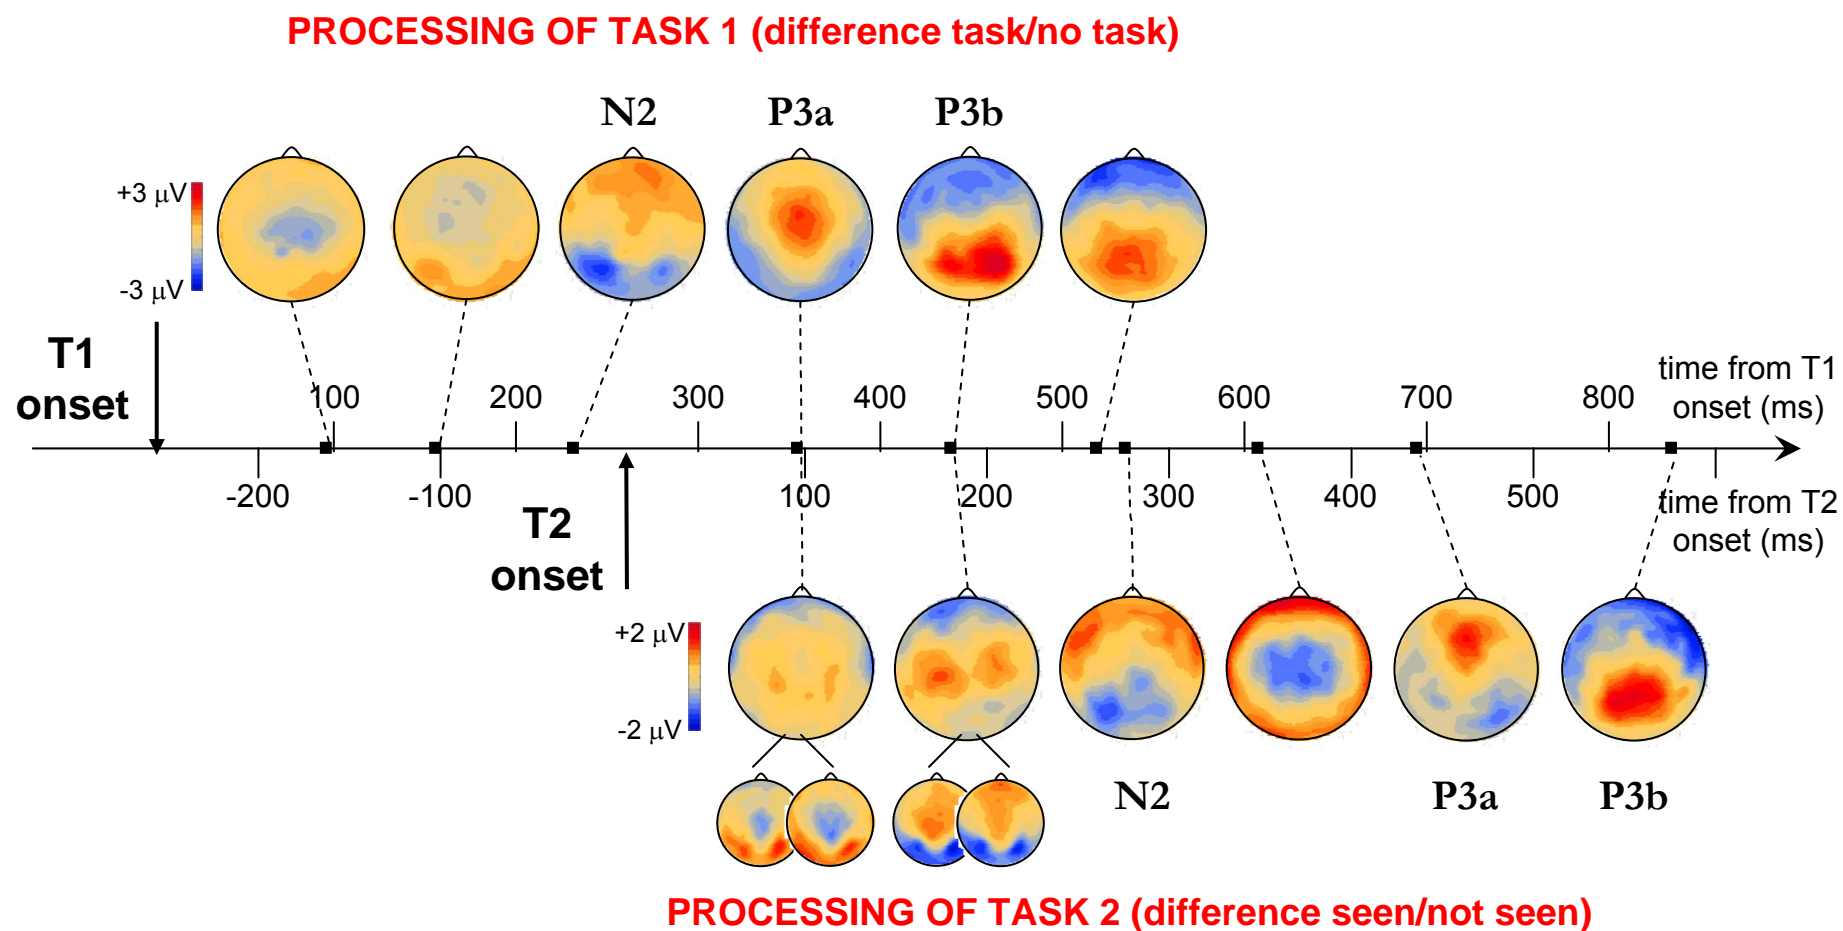 PROCESSING OF TASK 1 (difference task/no task)
N2 P3a P3b
+3 μV
-3 μV
T1
onset
100 200 300 400 500 600 700 800
time from T1
onset (ms)
-200 -100 100 200 300 400 500
time from T2
onset (ms)
T2
onset
+2 μV
-2 μV
N2 P3a P3b
PROCESSING OF TASK 2 (difference seen/not seen)